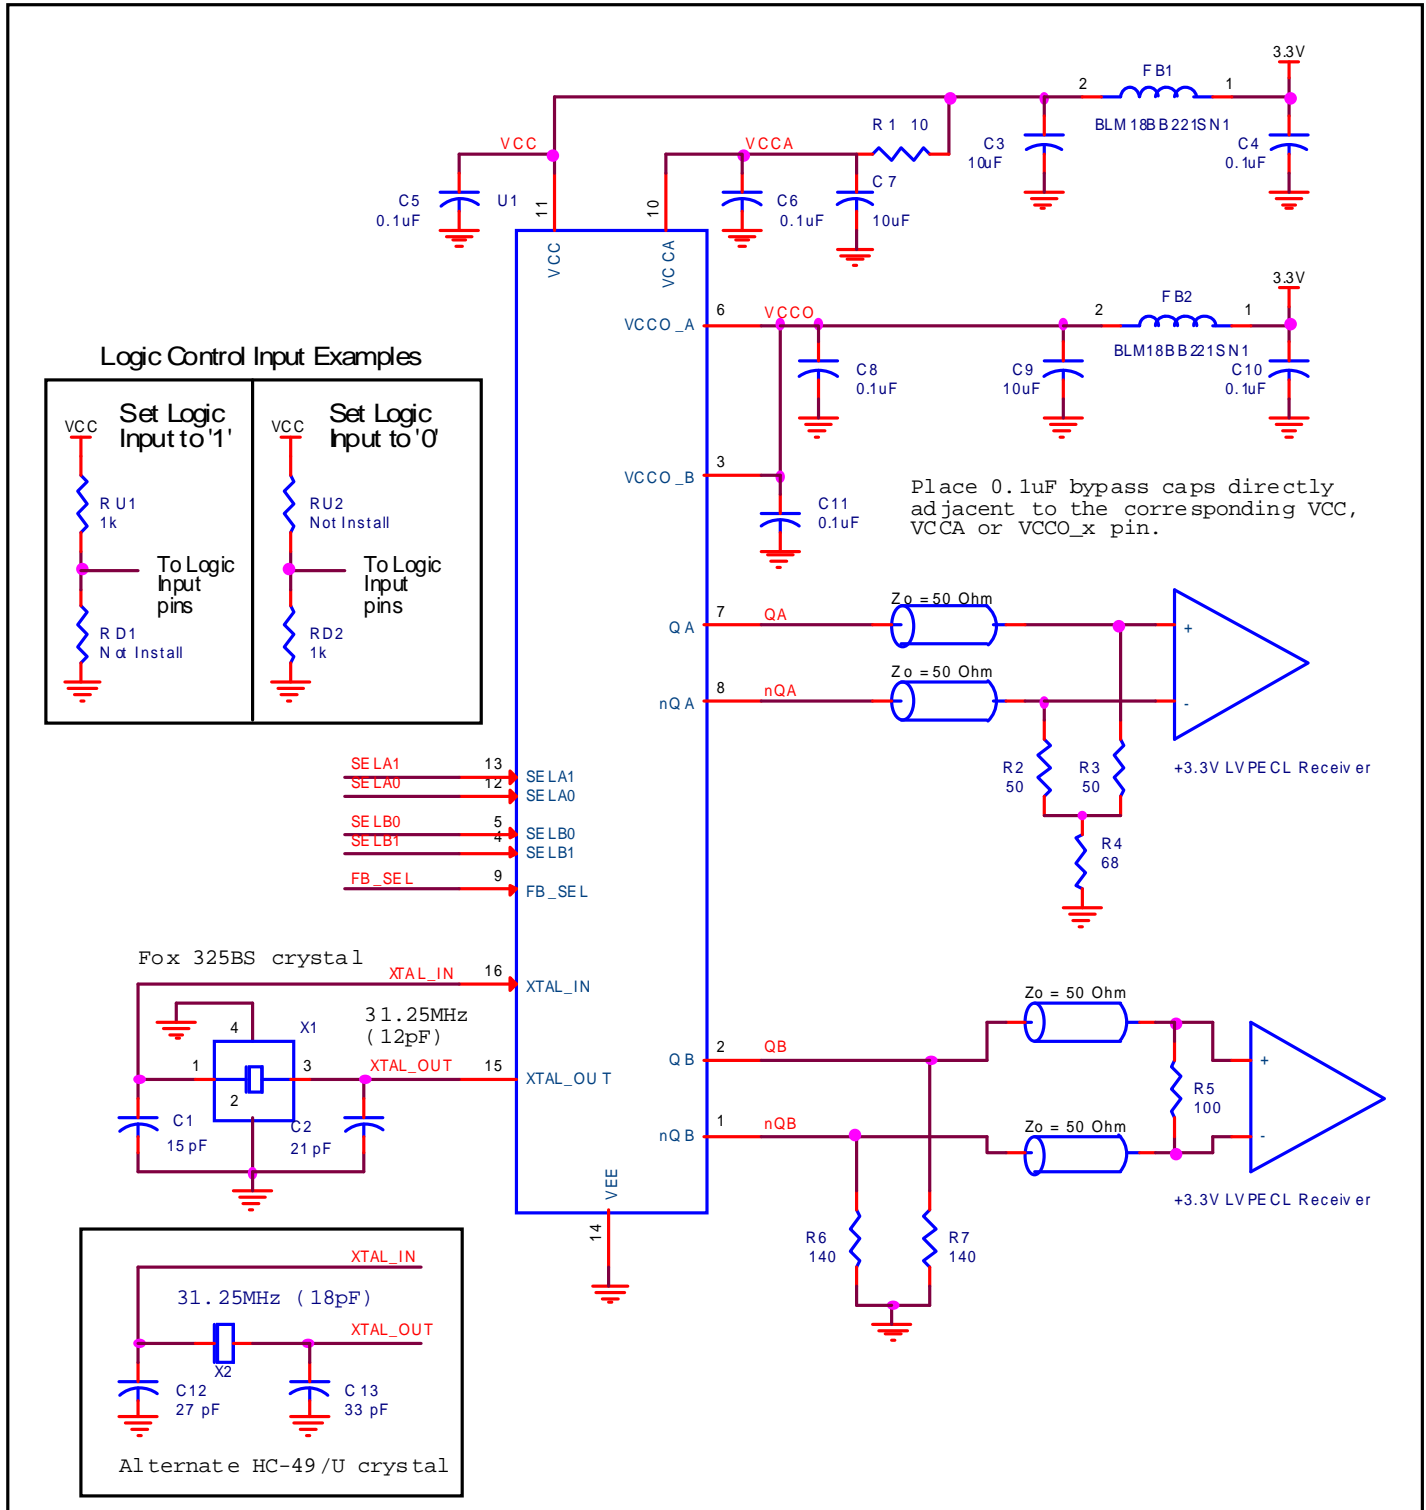 3.3V
FB1
2
1
BLM18BB221SN1
R1 10
C3
10uF
C4
0.1uF
VCC
VCCA
C5
0.1uF
U1
11
10
C6
0.1uF
C7
10uF
VCC
VCCA
3.3V
FB2
2
1
BLM18BB221SN1
VCCO_A
6
VCCO
C8
0.1uF
C9
10uF
C10
0.1uF
VCCO_B
3
C11
0.1uF
Place 0.1uF bypass caps directly
adjacent to the corresponding VCC,
VCCA or VCCO_x pin.
Logic Control Input Examples
VCC
Set Logic
Input to '1'
RU1
1k
To Logic
Input
pins
RD1
Not Install
VCC
Set Logic
Input to '0'
RU2
Not Install
To Logic
Input
pins
RD2
1k
QA
7
QA
Zo = 50 Ohm
nQA
8
nQA
Zo = 50 Ohm
+
-
R2
50
R3
50
R4
68
+3.3V LVPECL Receiver
SELA1
13
SELA1
SELA0
12
SELA0
SELB0
5
SELB0
SELB1
4
SELB1
FB_SEL
9
FB_SEL
Fox 325BS crystal
XTAL_IN
16
XTAL_IN
31.25MHz
(12pF)
4
X1
1
3
2
XTAL_OUT
15
XTAL_OUT
C1
15pF
C2
21pF
QB
2
QB
Zo = 50 Ohm
nQB
1
nQB
Zo = 50 Ohm
R5
100
+
-
+3.3V LVPECL Receiver
R6
140
R7
140
VEE
14
XTAL_IN
31.25MHz (18pF)
XTAL_OUT
X2
C12
27 pF
C13
33 pF
Alternate HC-49/U crystal